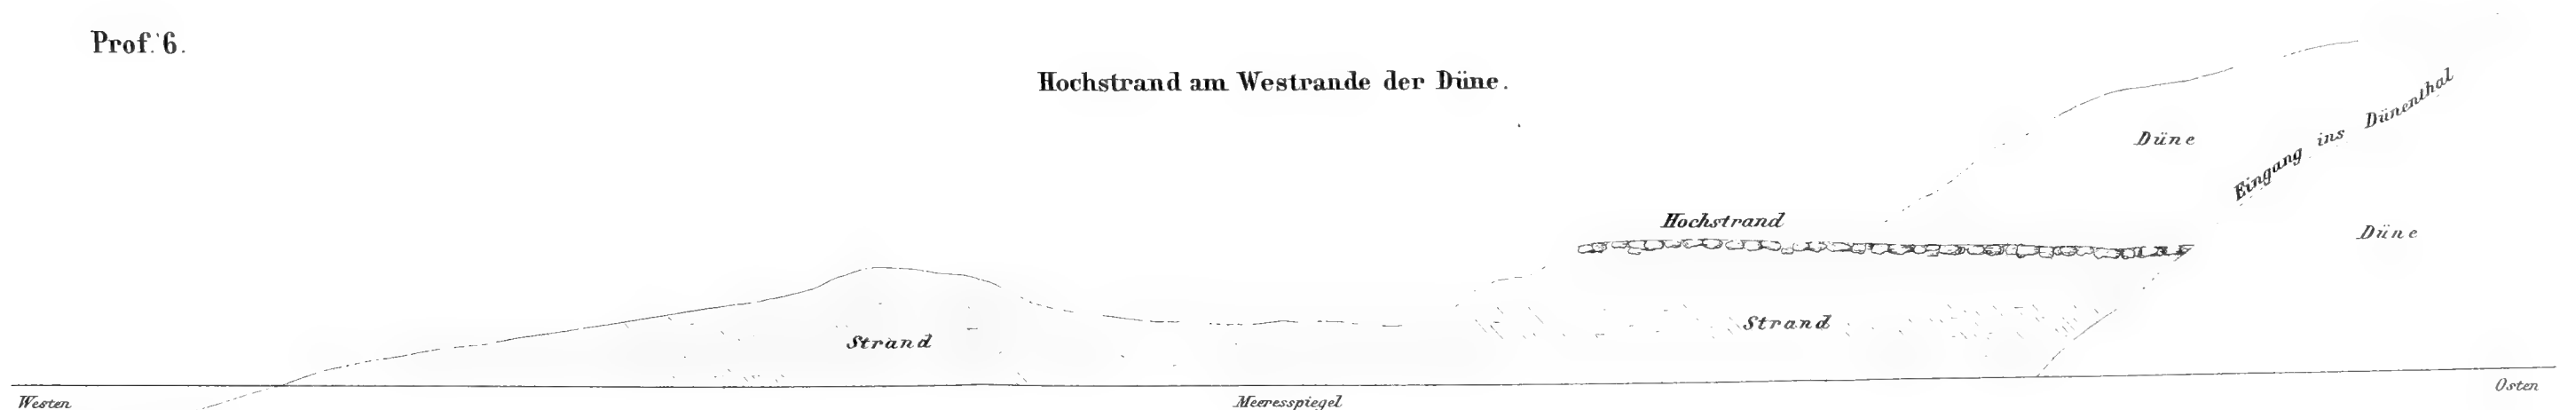 Prof. 6.
Hochstrand am Westrande der Düne.
Düne
Eingang ins Dünenthal
Hochstrand
Düne
Strand
Strand
Westen
Meeresspiegel
Osten